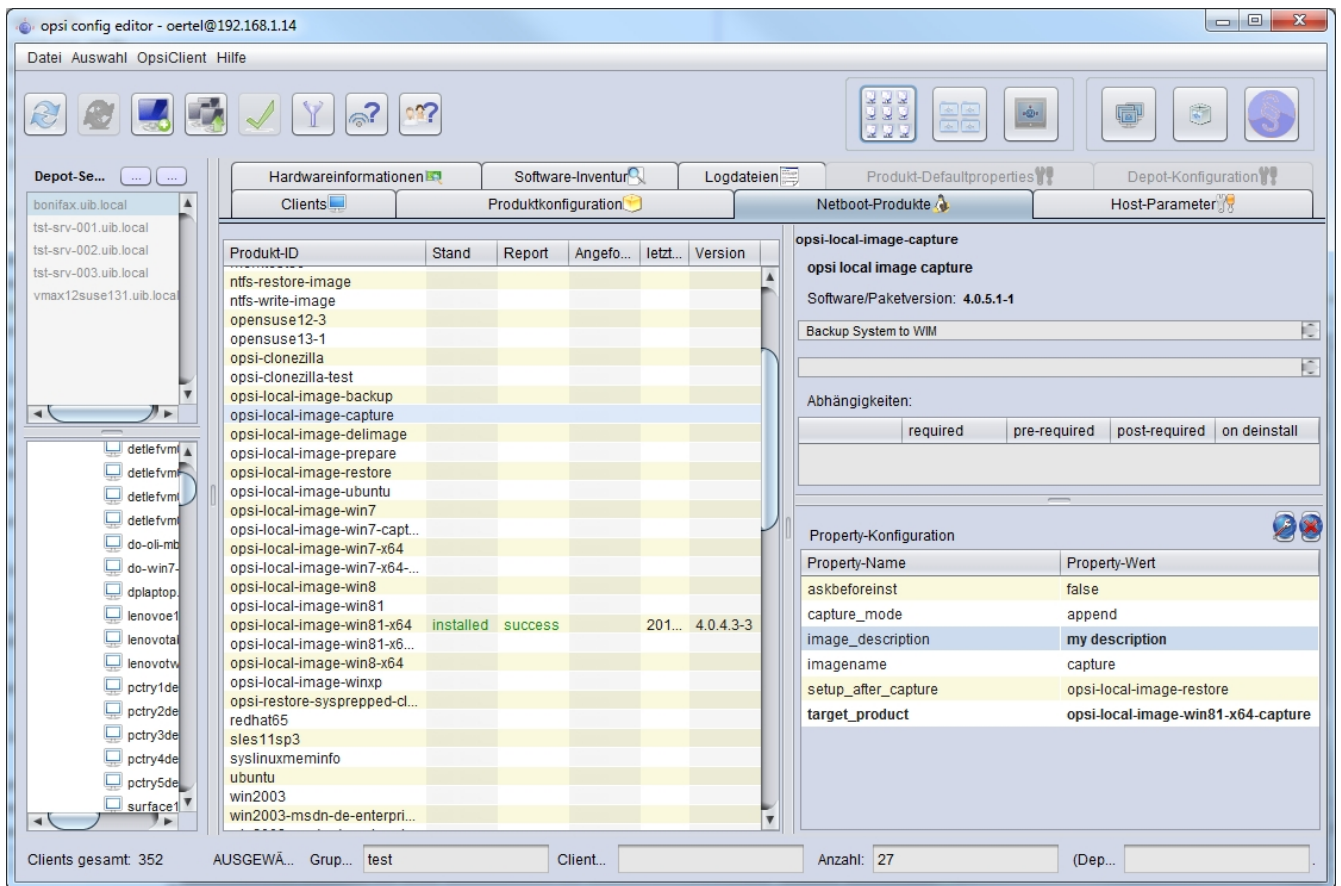 opsi config editor - oertel@192.168.1.14
Datei Auswahl OpsiClient Hilfe
Depot-Se... ... ...
bonifax.uib.local
tst-srv-001.uib.local
tst-srv-002.uib.local
tst-srv-003.uib.local
vmax12suse131.uib.local
detlefvm
detlefvm
detlefvm
detlefvm
do-oli-mb
do-win7-
dplaptop.
lenovoe1
lenovotal
lenovotw
pctry1de
pctry2de
pctry3de
pctry4de
pctry5de
surface1
Hardwareinformationen Software-Inventur Logdateien Produkt-Defaultproperties Depot-Konfiguration
Clients Produktkonfiguration Netboot-Produkte Host-Parameter
Produkt-ID Stand Report Angefo... letzt... Version
ntfs-restore-image
ntfs-write-image
opensuse12-3
opensuse13-1
opsi-clonezilla
opsi-clonezilla-test
opsi-local-image-backup
opsi-local-image-capture
opsi-local-image-delimage
opsi-local-image-prepare
opsi-local-image-restore
opsi-local-image-ubuntu
opsi-local-image-win7
opsi-local-image-win7-capt...
opsi-local-image-win7-x64
opsi-local-image-win7-x64-...
opsi-local-image-win8
opsi-local-image-win81
opsi-local-image-win81-x64 installed success 201... 4.0.4.3-3
opsi-local-image-win81-x6...
opsi-local-image-win8-x64
opsi-local-image-winxp
opsi-restore-sysprepped-cl...
redhat65
sles11sp3
syslinuxmeminfo
ubuntu
win2003
win2003-msdn-de-enterpri...
opsi-local-image-capture
opsi local image capture
Software/Paketversion: 4.0.5.1-1
Backup System to WIM
Abhängigkeiten:
required pre-required post-required on deinstall
Property-Konfiguration
Property-Name Property-Wert
askbeforeinst false
capture_mode append
image_description my description
imagename capture
setup_after_capture opsi-local-image-restore
target_product opsi-local-image-win81-x64-capture
Clients gesamt: 352 AUSGEWÄ... Grup... test Client... Anzahl: 27 (Dep... .